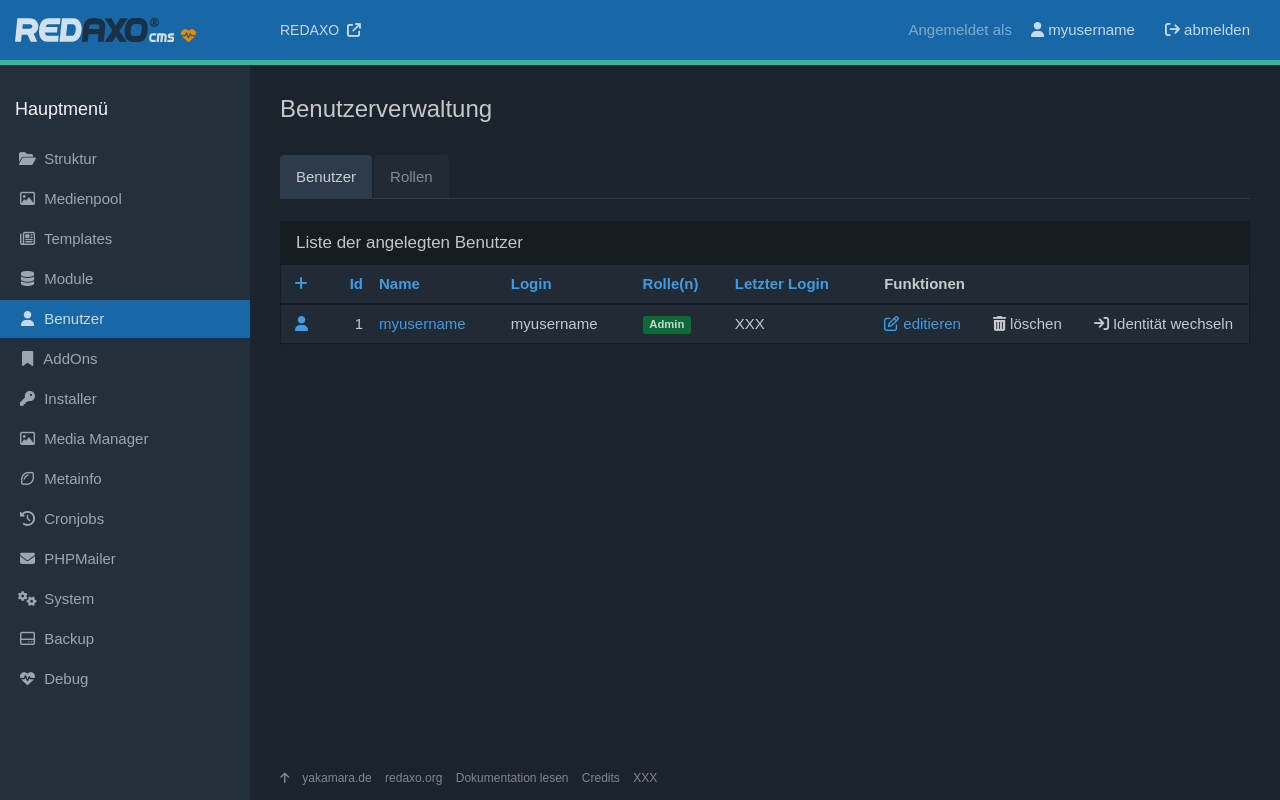 REDAXO® cms
REDAXO
Angemeldet als myusername abmelden
Hauptmenü
Struktur
Medienpool
Templates
Module
Benutzer
AddOns
Installer
Media Manager
Metainfo
Cronjobs
PHPMailer
System
Backup
Debug
Benutzerverwaltung
Benutzer Rollen
Liste der angelegten Benutzer
Id Name Login Rolle(n) Letzter Login Funktionen
1 myusername myusername Admin XXX editieren löschen Identität wechseln
yakamara.de redaxo.org Dokumentation lesen Credits XXX